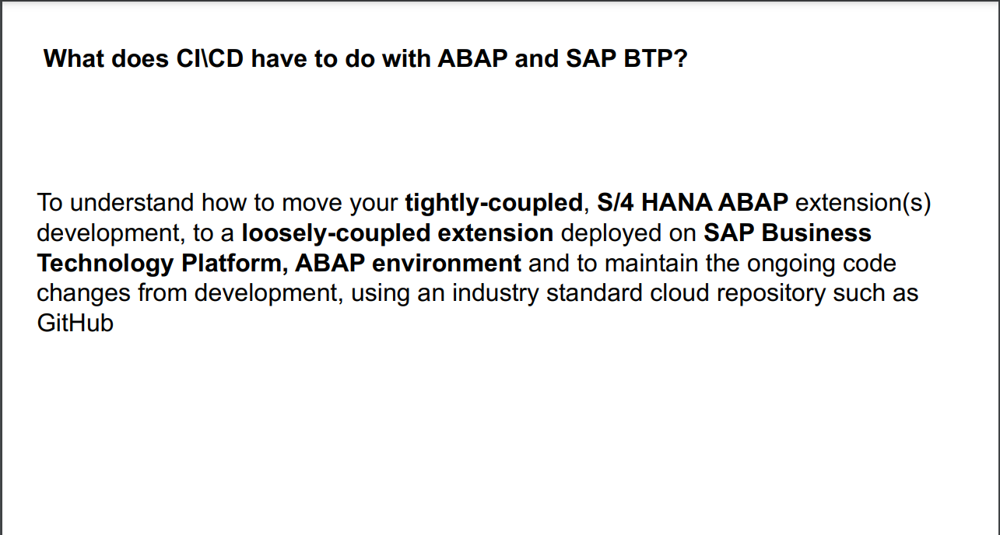 What does CI\CD have to do with ABAP and SAP BTP?
To understand how to move your tightly-coupled, S/4 HANA ABAP extension(s)
development, to a loosely-coupled extension deployed on SAP Business
Technology Platform, ABAP environment and to maintain the ongoing code
changes from development, using an industry standard cloud repository such as
GitHub